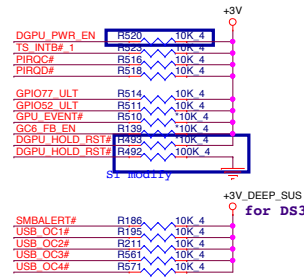 +3V
DGPU_PWR_EN R520 10K_4
TS_INTB#_1 R523 10K_4
PIRQC# R516 10K_4
PIRQD# R518 10K_4
GPIO77_ULT R514 10K_4
GPIO52_ULT R511 10K_4
GPU_EVENT# R510 *10K_4
GC6_FB_EN R139 10K_4
DGPU_HOLD_RST# R493 *10K_4
DGPU_HOLD_RST# R492 100K_4
SI modify
+3V_DEEP_SUS
for DS3
SMBALERT# R186 10K_4
USB_OC1# R195 10K_4
USB_OC2# R211 10K_4
USB_OC3# R561 10K_4
USB_OC4# R571 10K_4